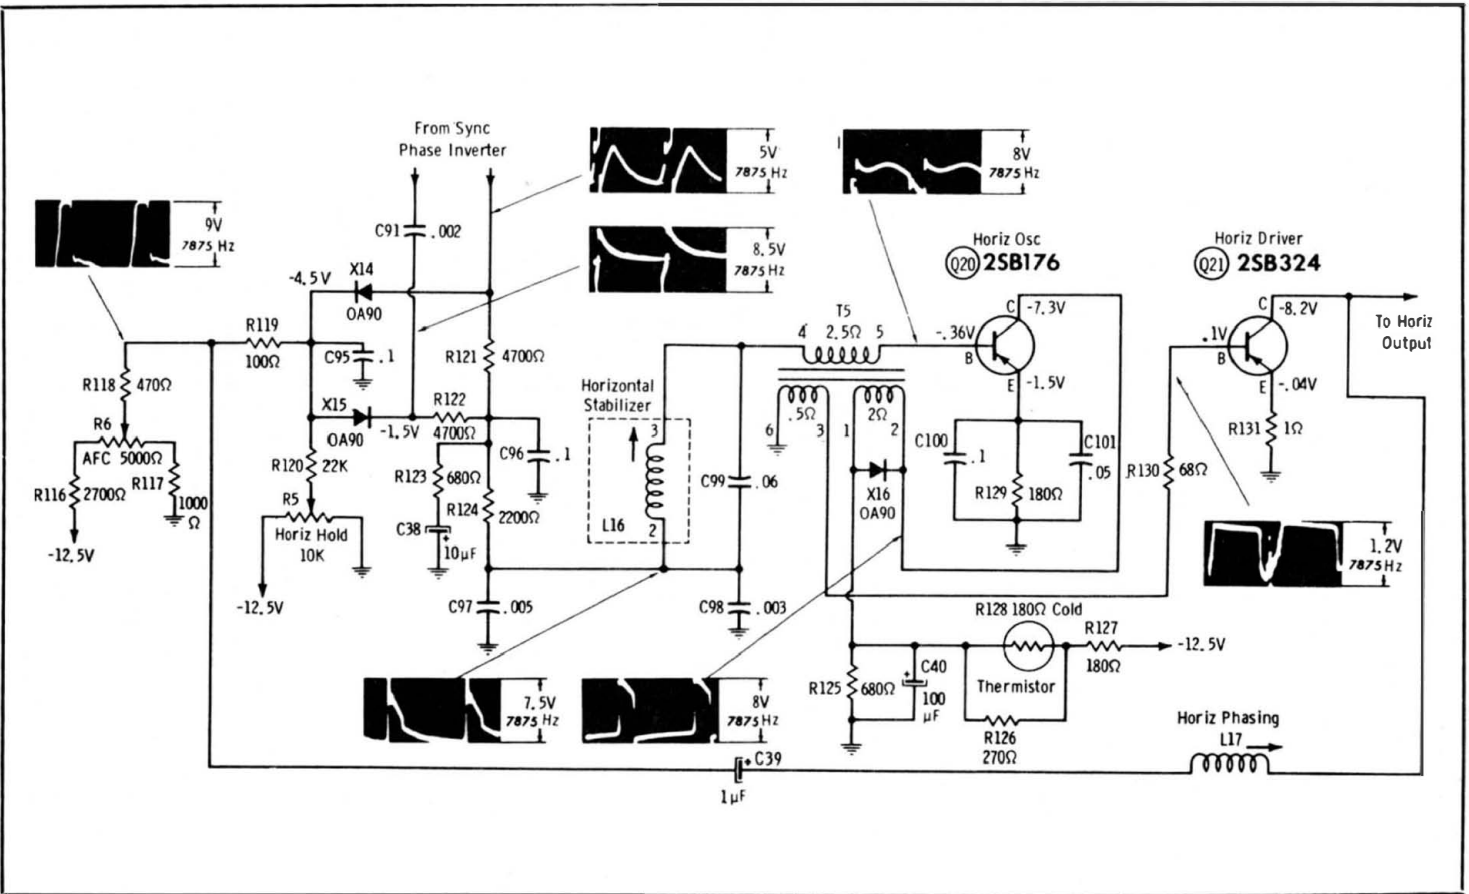 From Sync
Phase Inverter
5V
7875 Hz
8V
7875 Hz
9V
7875 Hz
C91 .002
8.5V
7875 Hz
Horiz Osc
Q20 2SB176
Horiz Driver
Q21 2SB324
-4.5V
X14
OA90
C -7.3V
C -8.2V
To Horiz
Output
R119
100Ω
C95 .1
R121 4700Ω
T5
4 2.5Ω 5
-.36V
B
.1V
B
E -1.5V
E -.04V
R118 470Ω
Horizontal
Stabilizer
.5Ω
2Ω
6 3 1 2
R6
AFC 5000Ω
X15
OA90
-1.5V
R122
4700Ω
3
C100
.1
C101
.05
R131 1Ω
R116 2700Ω
R117
1000
Ω
R120 22K
R123 680Ω
C96 .1
C99 .06
X16
OA90
R129 180Ω
R130 68Ω
R5
Horiz Hold
10K
R124
2200Ω
L16
2
C38
+
10µF
-12.5V
1.2V
7875 Hz
-12.5V
C97 .005
C98 .003
R128 180Ω Cold
R127
180Ω
-12.5V
Thermistor
7.5V
7875 Hz
8V
7875 Hz
R125 680Ω
+
C40
100
µF
R126
270Ω
Horiz Phasing
L17
+ C39
1µF